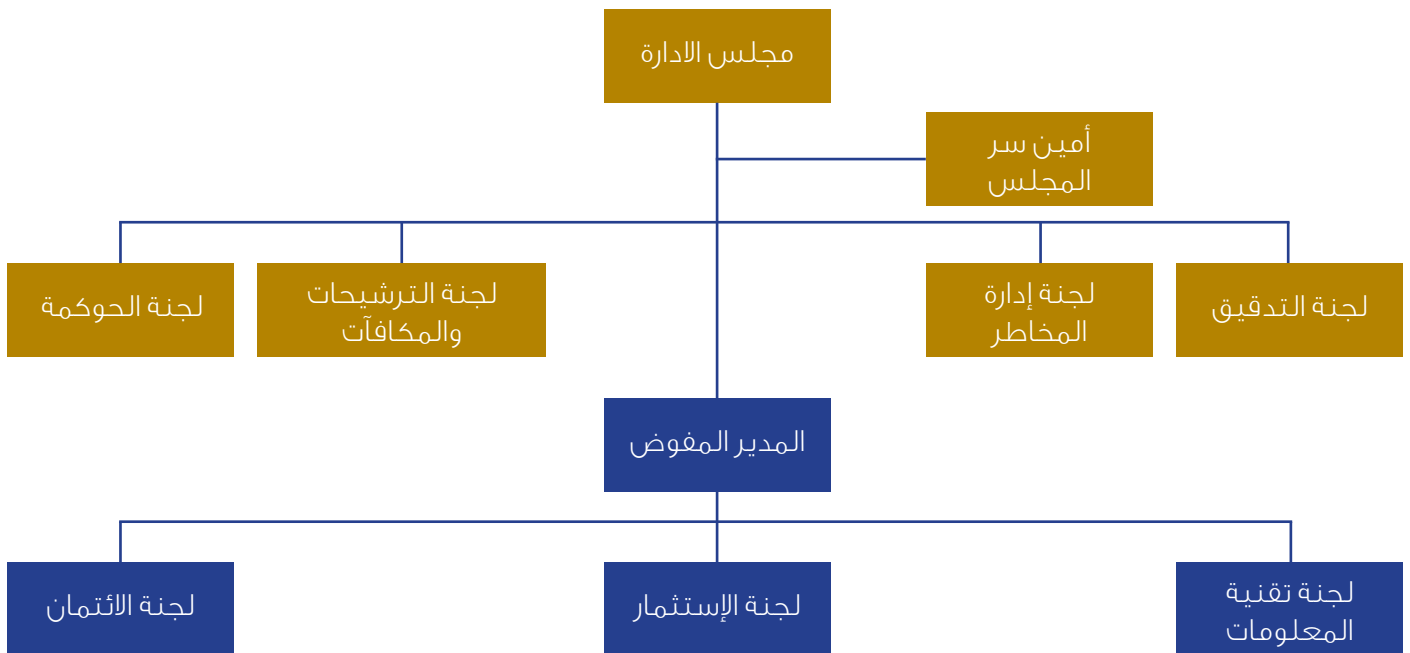 مجلس الادارة
أمين سر
المجلس
لجنة التدقيق
لجنة إدارة
المخاطر
لجنة الترشيحات
والمكافآت
لجنة الحوكمة
المدير المفوض
لجنة تقنية
المعلومات
لجنة الإستثمار
لجنة الائتمان